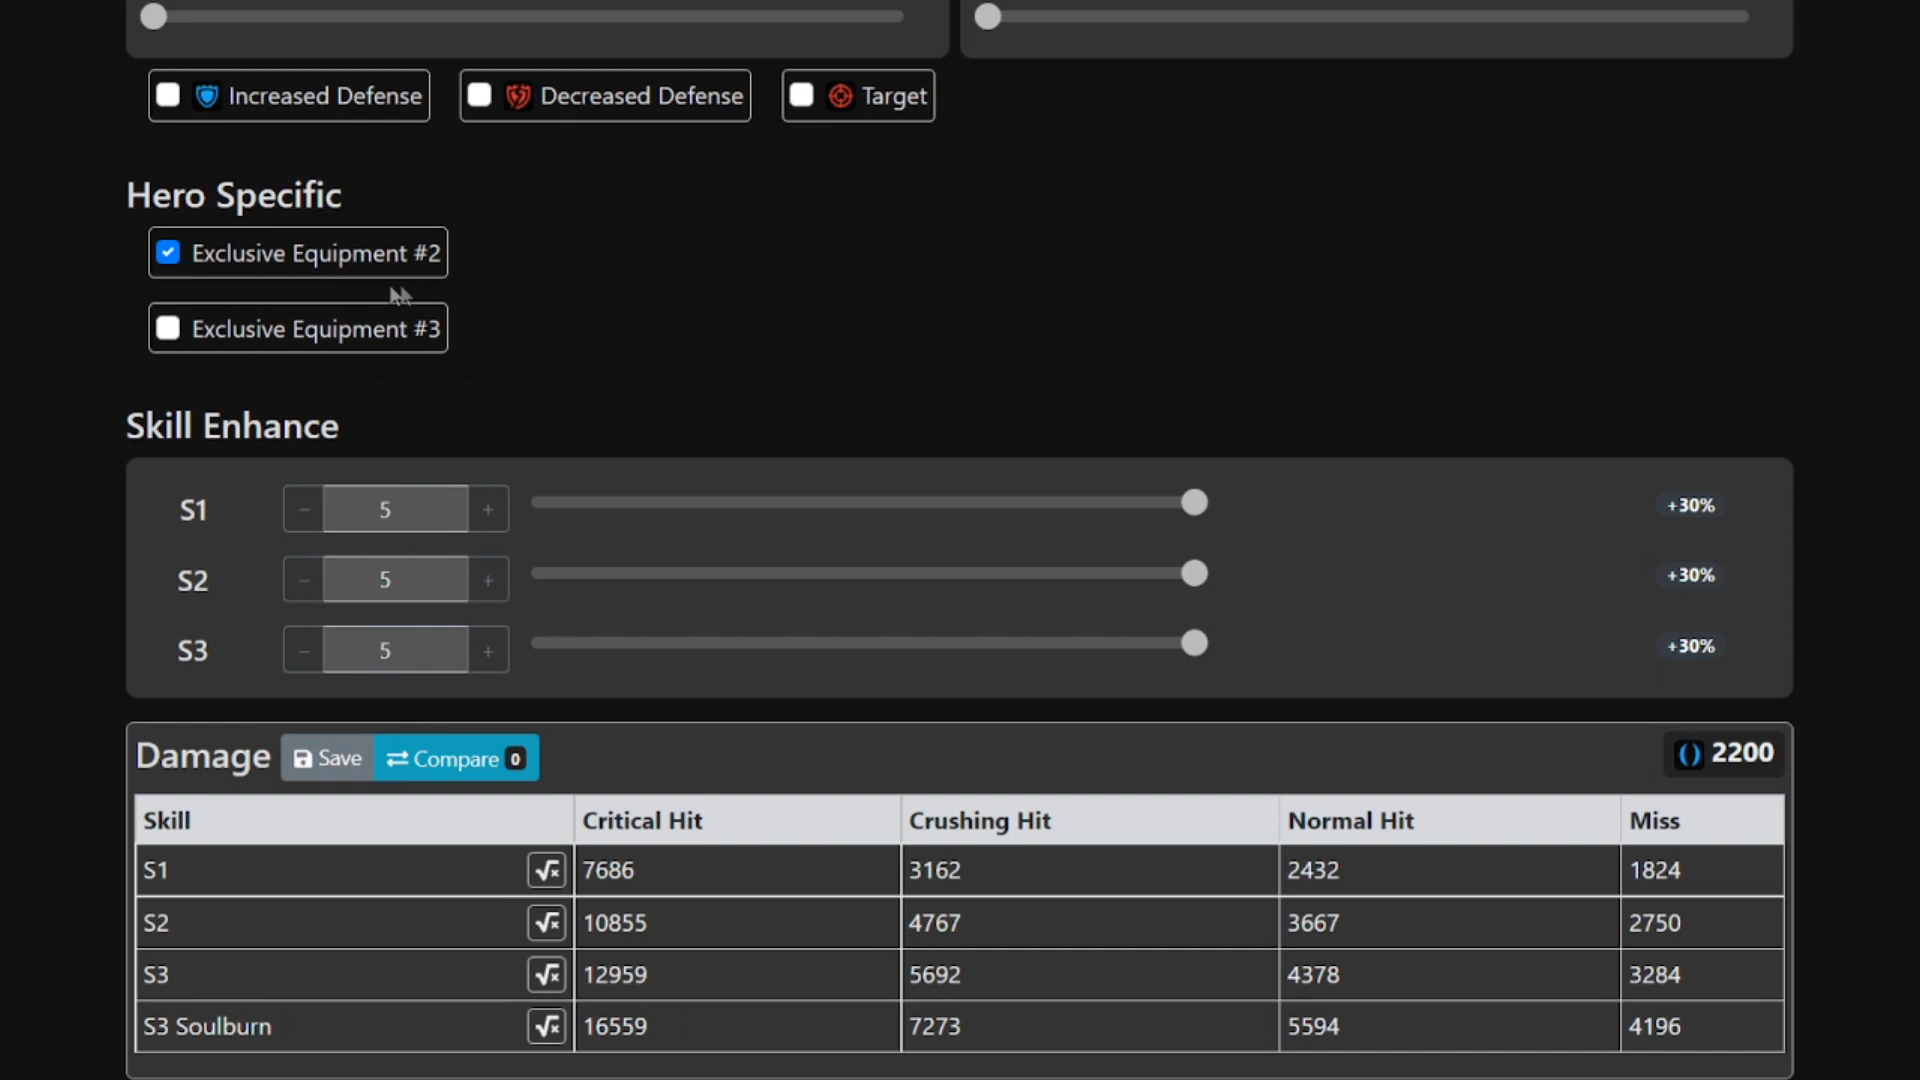 Increased Defense Decreased Defense Target
Hero Specific
Exclusive Equipment #2
Exclusive Equipment #3
Skill Enhance
S1 − 5 + +30%
S2 − 5 + +30%
S3 − 5 + +30%
Damage Save Compare 0 2200
Skill Critical Hit Crushing Hit Normal Hit Miss
S1 √x 7686 3162 2432 1824
S2 √x 10855 4767 3667 2750
S3 √x 12959 5692 4378 3284
S3 Soulburn √x 16559 7273 5594 4196